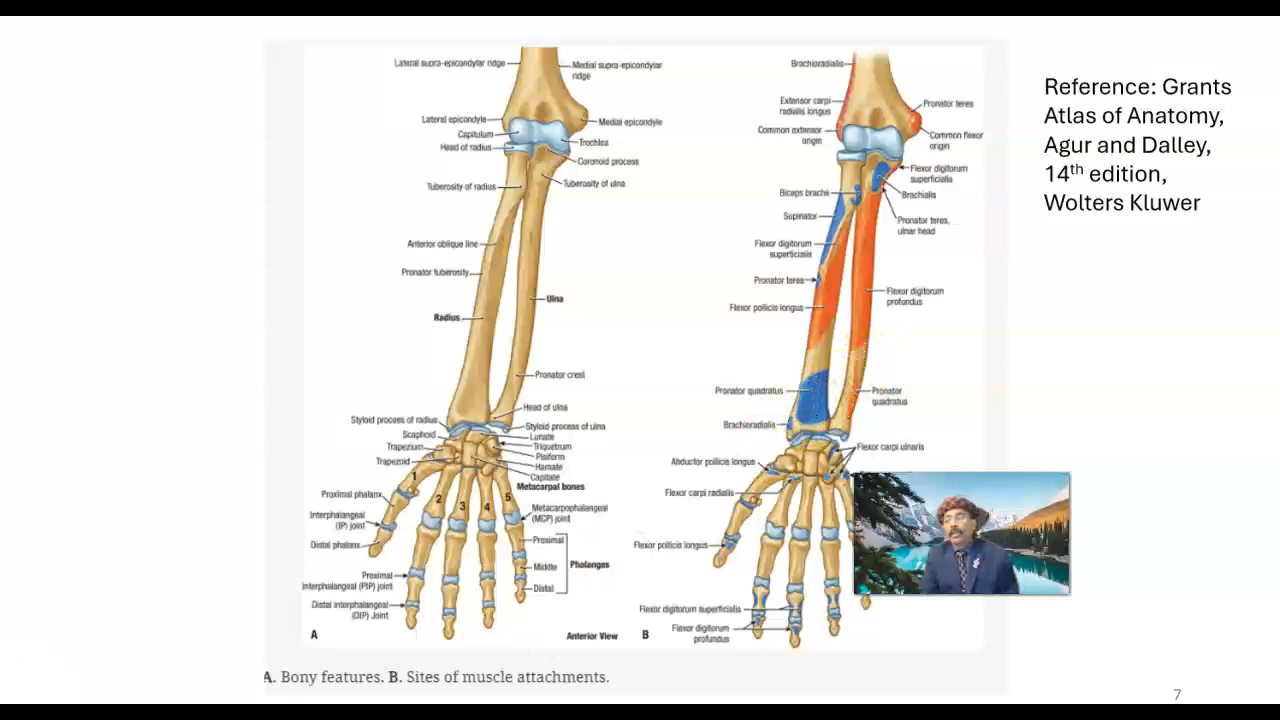 Lateral supra-epicondylar ridge
Medial supra-epicondylar
ridge
Lateral epicondyle
Medial epicondyle
Capitulum
Trochlea
Head of radius
Coronoid process
Tuberosity of radius
Tuberosity of ulna
Anterior oblique line
Pronator tuberosity
Ulna
Radius
Pronator crest
Head of ulna
Styloid process of radius
Styloid process of ulna
Scaphoid
Lunate
Trapezium
Triquetrum
Pisiform
Trapezoid
Hamate
Capitate
Metacarpal bones
1
2
3
4
5
Proximal phalanx
Metacarpophalangeal
(MCP) joint
Interphalangeal
(IP) joint
Distal phalanx
Proximal
Middle
Distal
Phalanges
Proximal
interphalangeal (PIP) joint
Distal interphalangeal
(DIP) Joint
A
Anterior View
Brachioradialis
Extensor carpi
radialis longus
Pronator teres
Common extensor
origin
Common flexor
origin
Flexor digitorum
superficialis
Biceps brachii
Brachialis
Supinator
Pronator teres,
ulnar head
Flexor digitorum
superficialis
Pronator teres
Flexor digitorum
profundus
Flexor pollicis longus
Pronator quadratus
Pronator
quadratus
Brachioradialis
Flexor carpi ulnaris
Abductor pollicis longus
Flexor carpi radialis
Flexor pollicis longus
Flexor digitorum superficialis
Flexor digitorum
profundus
B
A. Bony features. B. Sites of muscle attachments.
Reference: Grants
Atlas of Anatomy,
Agur and Dalley,
14th edition,
Wolters Kluwer
7